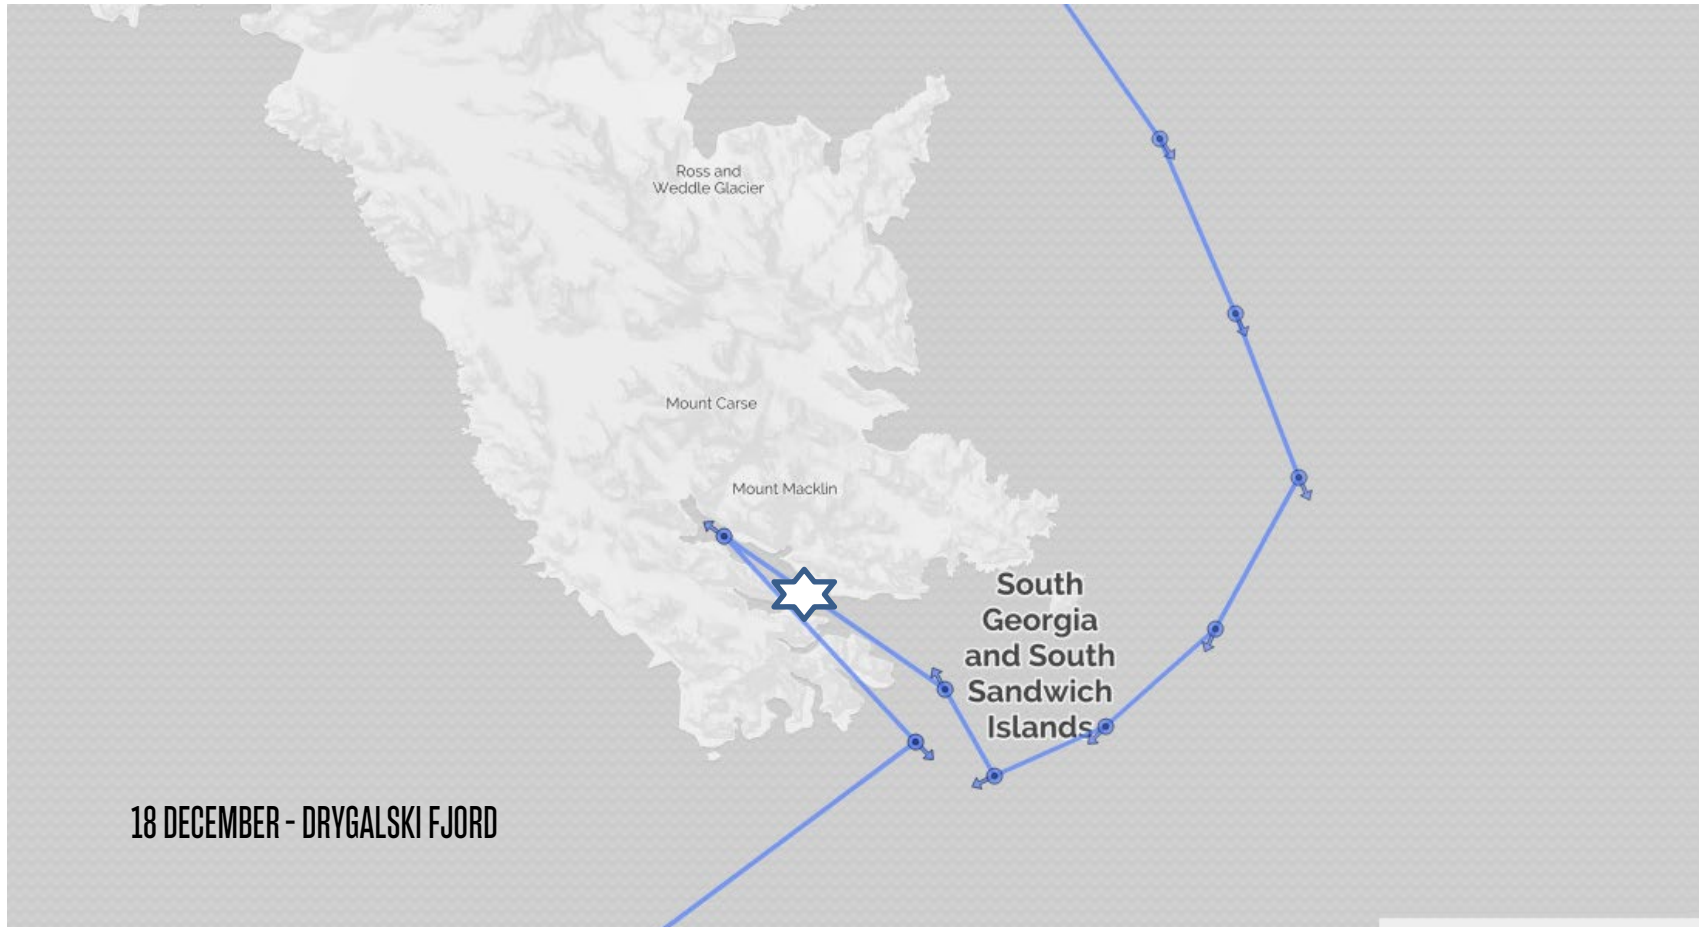 Ross and
Weddle Glacier
Mount Carse
Mount Macklin
South
Georgia
and South
Sandwich
Islands
18 DECEMBER - DRYGALSKI FJORD